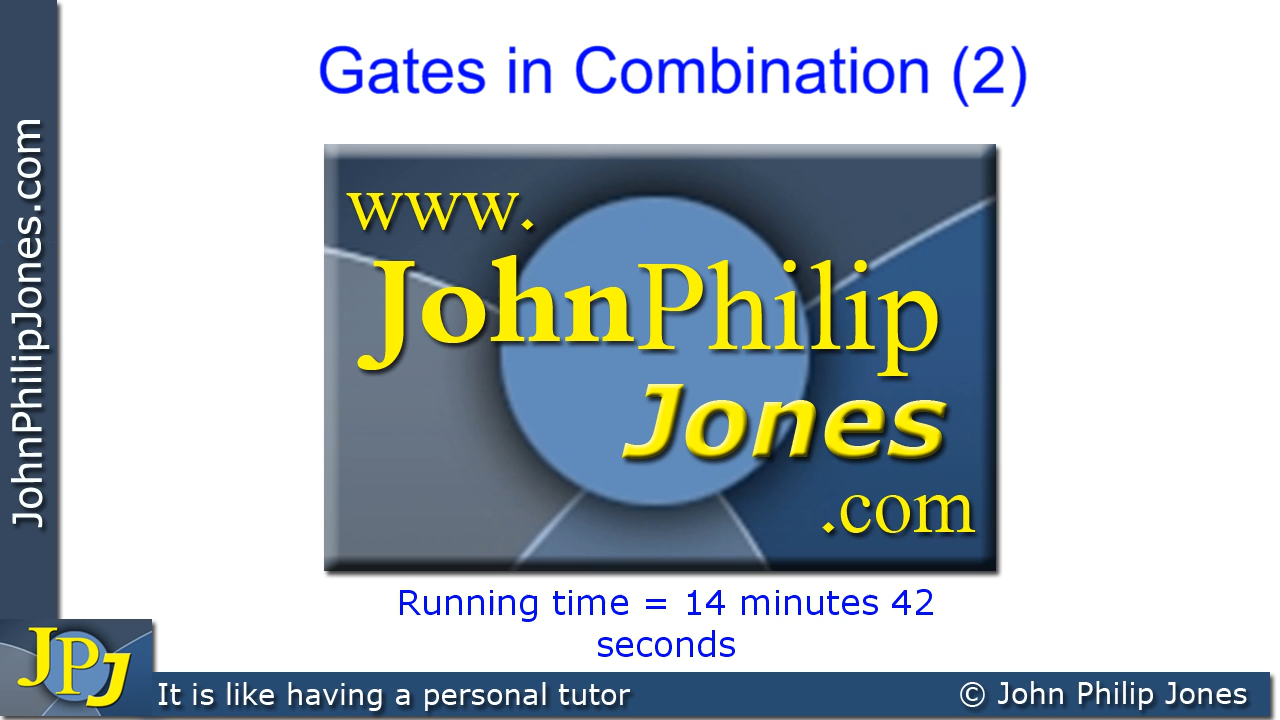 Gates in Combination (2)
www.
JohnPhilip
Jones
.com
Running time = 14 minutes 42
seconds
JohnPhilipJones.com
JPJ
It is like having a personal tutor
© John Philip Jones